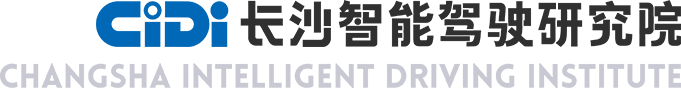 CiDi 长沙智能驾驶研究院
CHANGSHA INTELLIGENT DRIVING INSTITUTE